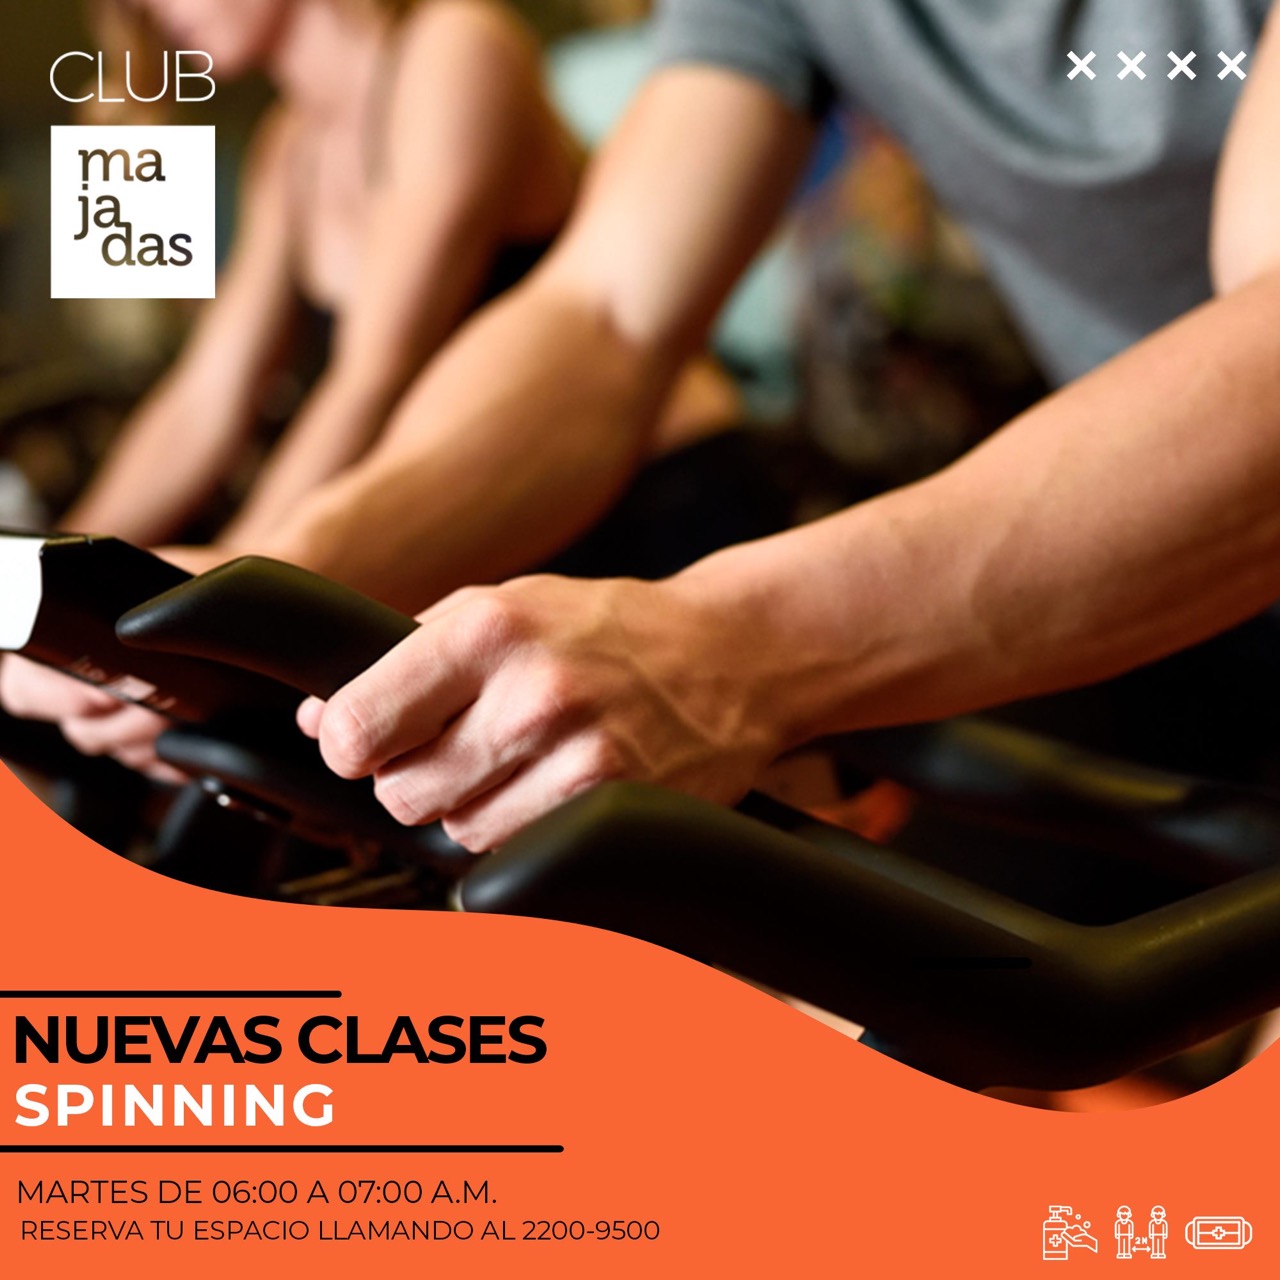 CLUB
ma
ja
das
NUEVAS CLASES
SPINNING
MARTES DE 06:00 A 07:00 A.M.
RESERVA TU ESPACIO LLAMANDO AL 2200-9500
2M